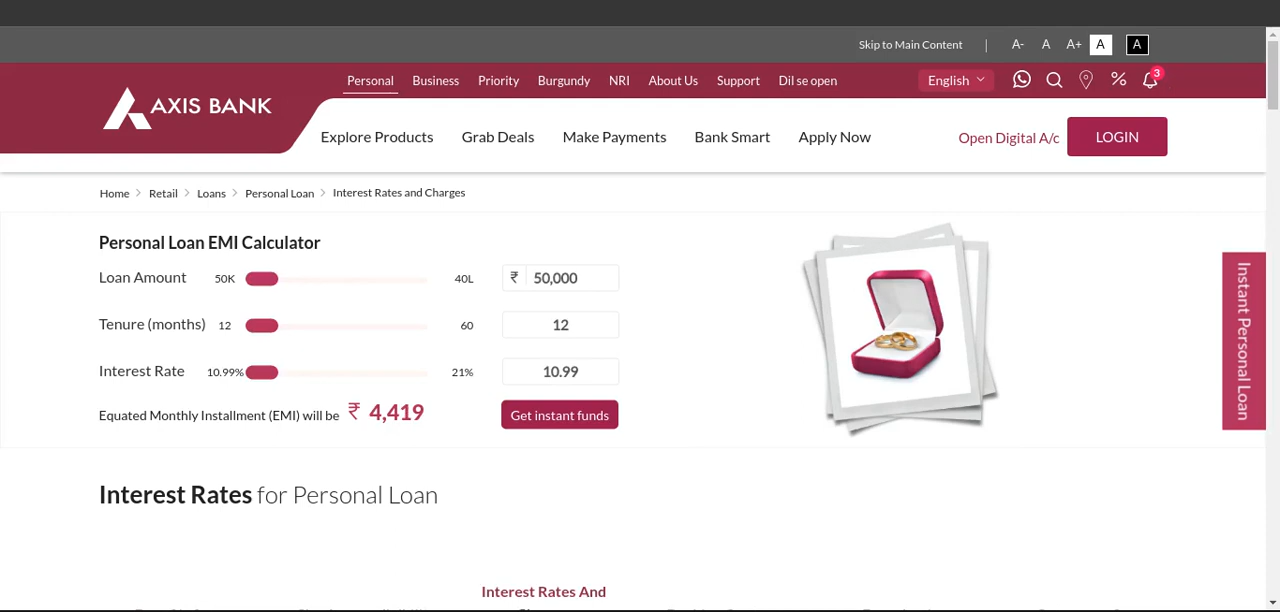 Skip to Main Content | A- A A+ A A
Personal Business Priority Burgundy NRI About Us Support Dil se open English 3
AXIS BANK
Explore Products Grab Deals Make Payments Bank Smart Apply Now Open Digital A/c LOGIN
Home > Retail > Loans > Personal Loan > Interest Rates and Charges
Personal Loan EMI Calculator
Loan Amount 50K 40L ₹ 50,000
Tenure (months) 12 60 12
Interest Rate 10.99% 21% 10.99
Equated Monthly Installment (EMI) will be ₹ 4,419 Get instant funds
Instant Personal Loan
Interest Rates for Personal Loan
Interest Rates And